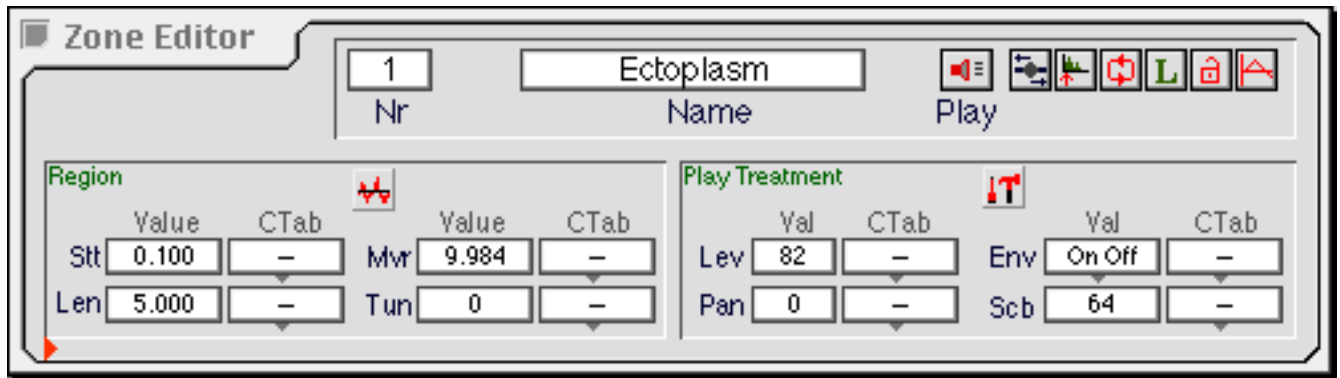 Zone Editor
1 Ectoplasm L
Nr Name Play
Region
Value CTab Value CTab
Stt 0.100 – Mvr 9.984 –
Len 5.000 – Tun 0 –
Play Treatment
Val CTab Val CTab
Lev 82 – Env On Off –
Pan 0 – Scb 64 –